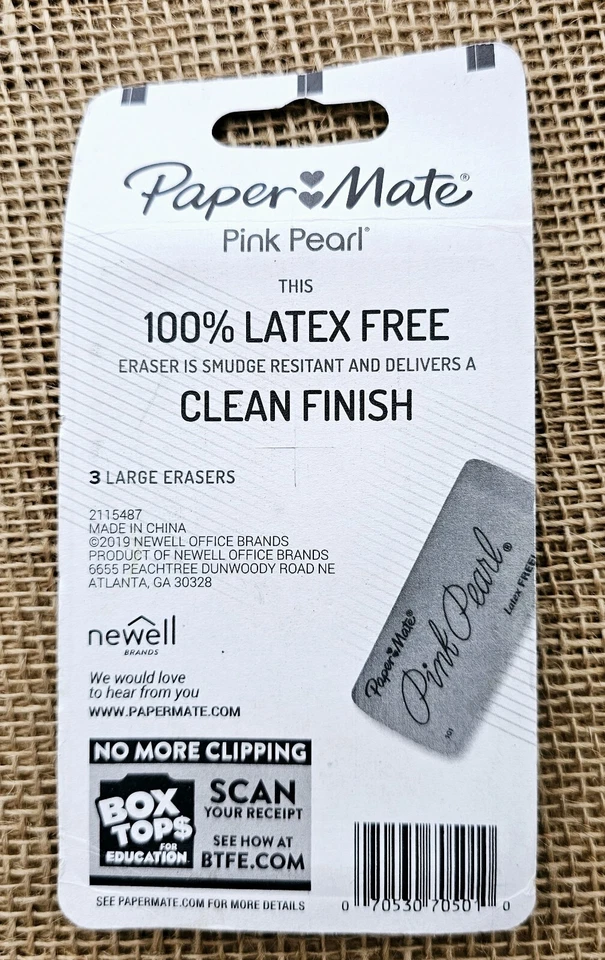 Paper Mate®
Pink Pearl®
THIS
100% LATEX FREE
ERASER IS SMUDGE RESITANT AND DELIVERS A
CLEAN FINISH
3 LARGE ERASERS
2115487
MADE IN CHINA
©2019 NEWELL OFFICE BRANDS
PRODUCT OF NEWELL OFFICE BRANDS
6655 PEACHTREE DUNWOODY ROAD NE
ATLANTA, GA 30328
Paper Mate®
Pink Pearl®
Latex FREE!
101
newell
BRANDS
We would love
to hear from you
WWW.PAPERMATE.COM
NO MORE CLIPPING
BOX
TOP$
FOR
EDUCATION
SCAN
YOUR RECEIPT
SEE HOW AT
BTFE.COM
SEE PAPERMATE.COM FOR MORE DETAILS
0 70530 70501 0